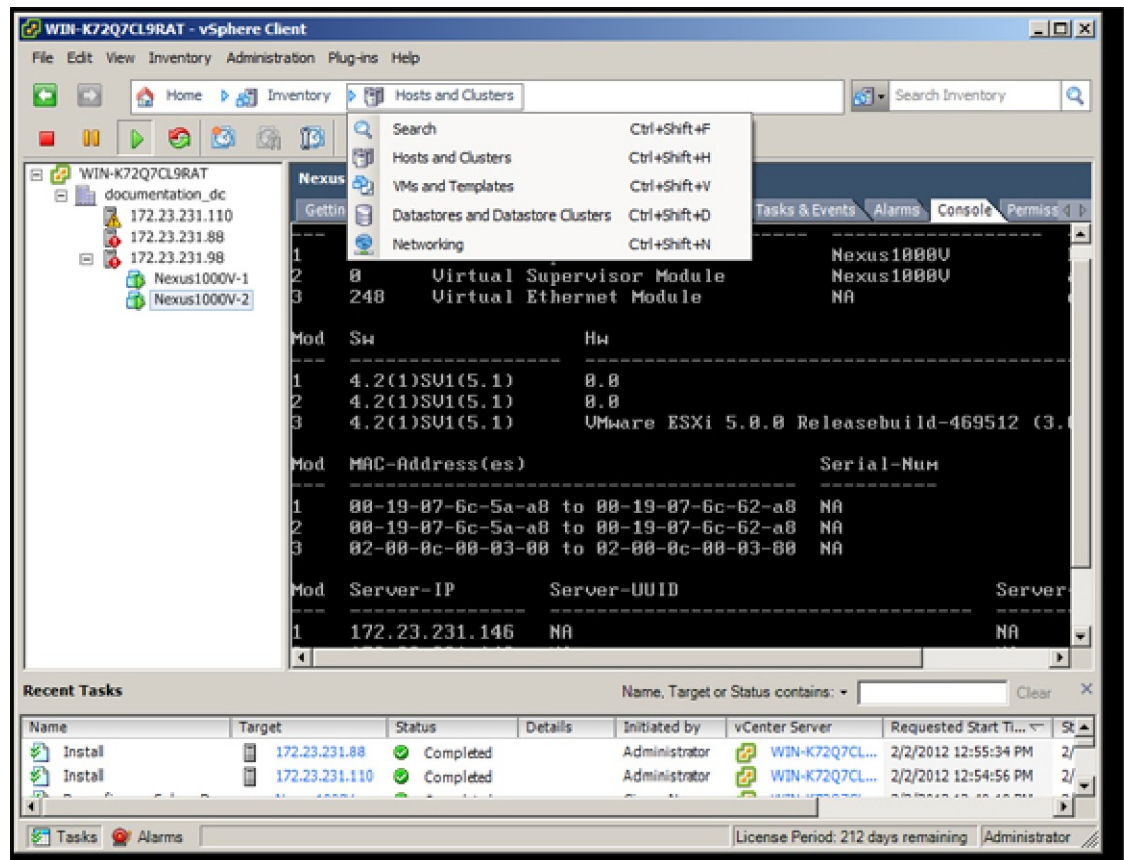 WIN-K72Q7CL9RAT - vSphere Client
File Edit View Inventory Administration Plug-ins Help
Home Inventory Hosts and Clusters Search Inventory
Search Ctrl+Shift+F
Hosts and Clusters Ctrl+Shift+H
VMs and Templates Ctrl+Shift+V
Datastores and Datastore Clusters Ctrl+Shift+D
Networking Ctrl+Shift+N
WIN-K72Q7CL9RAT
documentation_dc
172.23.231.110
172.23.231.88
172.23.231.98
Nexus1000V-1
Nexus1000V-2
Nexus
Gettin Tasks & Events Alarms Console Permiss
--- ------------------
1 Nexus1000V
2 0 Virtual Supervisor Module Nexus1000V
3 248 Virtual Ethernet Module NA
Mod Sw Hw
--- ------------------ ------------------------------------------
1 4.2(1)SV1(5.1) 0.0
2 4.2(1)SV1(5.1) 0.0
3 4.2(1)SV1(5.1) VMware ESXi 5.0.0 Releasebuild-469512 (3.
Mod MAC-Address(es) Serial-Num
--- -------------------------------------- ----------
1 00-19-07-6c-5a-a8 to 00-19-07-6c-62-a8 NA
2 00-19-07-6c-5a-a8 to 00-19-07-6c-62-a8 NA
3 02-00-0c-00-03-00 to 02-00-0c-00-03-80 NA
Mod Server-IP Server-UUID Server-
--- --------------- ------------------------------------ ------
1 172.23.231.146 NA NA
Recent Tasks Name, Target or Status contains: Clear
Name Target Status Details Initiated by vCenter Server Requested Start Ti... St
Install 172.23.231.88 Completed Administrator WIN-K72Q7CL... 2/2/2012 12:55:34 PM 2/
Install 172.23.231.110 Completed Administrator WIN-K72Q7CL... 2/2/2012 12:54:56 PM 2/
Tasks Alarms License Period: 212 days remaining Administrator